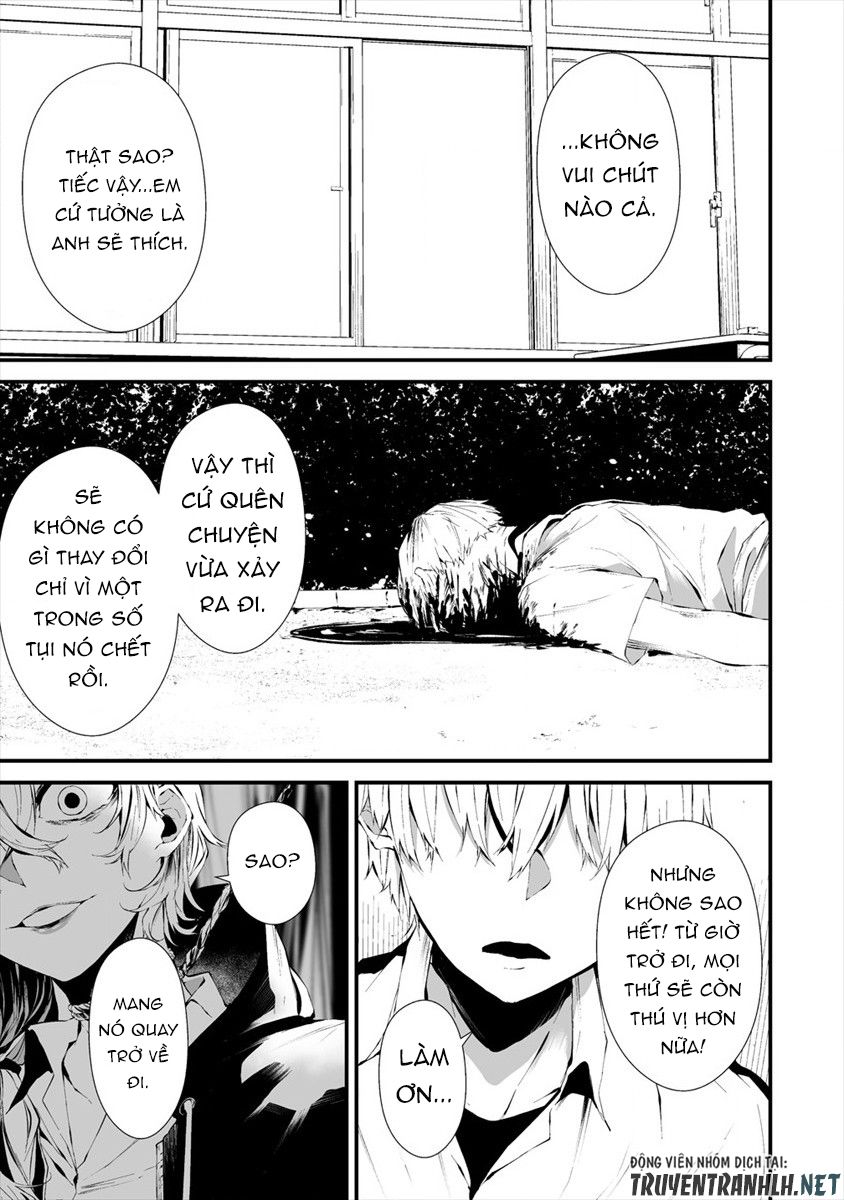 ...KHÔNG
VUI CHÚT
NÀO CẢ.
THẬT SAO?
TIẾC VẬY...EM
CỨ TƯỞNG LÀ
ANH SẼ THÍCH.
VẬY THÌ
CỨ QUÊN
CHUYỆN
VỪA XẢY
RA ĐI.
SẼ
KHÔNG CÓ
GÌ THAY ĐỔI
CHỈ VÌ MỘT
TRONG SỐ
TỤI NÓ CHẾT
RỒI.
NHƯNG
KHÔNG SAO
HẾT! TỪ GIỜ
TRỞ ĐI, MỌI
THỨ SẼ CÒN
THÚ VỊ HƠN
NỮA!
LÀM
ƠN...
SAO?
MANG
NÓ QUAY
TRỞ VỀ
ĐI.
ĐỘNG VIÊN NHÓM DỊCH TẠI:
TRUYENTRANHLH.NET